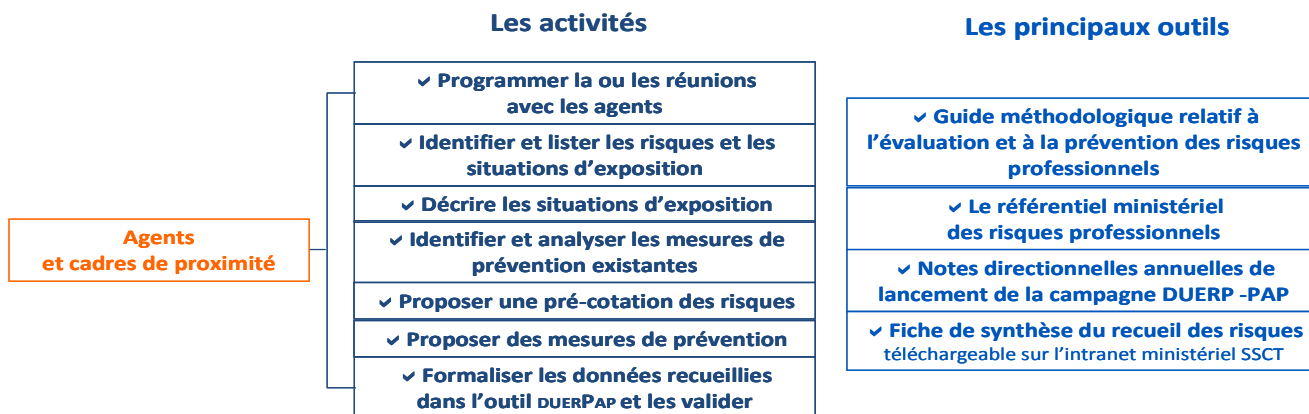 Les activités
Les principaux outils
Agents
et cadres de proximité
✓ Programmer la ou les réunions
avec les agents
✓ Identifier et lister les risques et les
situations d’exposition
✓ Décrire les situations d’exposition
✓ Identifier et analyser les mesures de
prévention existantes
✓ Proposer une pré-cotation des risques
✓ Proposer des mesures de prévention
✓ Formaliser les données recueillies
dans l’outil DUERPAP et les valider
✓ Guide méthodologique relatif à
l’évaluation et à la prévention des risques
professionnels
✓ Le référentiel ministériel
des risques professionnels
✓ Notes directionnelles annuelles de
lancement de la campagne DUERP -PAP
✓ Fiche de synthèse du recueil des risques
téléchargeable sur l’intranet ministériel SSCT